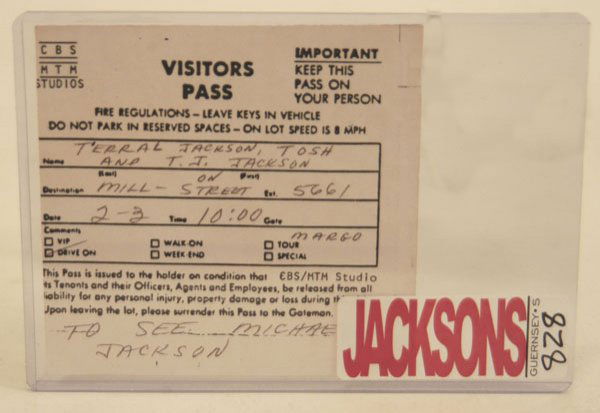 CBS
MTM
STUDIOS
VISITORS
PASS
IMPORTANT
KEEP THIS
PASS ON
YOUR PERSON
FIRE REGULATIONS – LEAVE KEYS IN VEHICLE
DO NOT PARK IN RESERVED SPACES – ON LOT SPEED IS 8 MPH
TERRAL JACKSON, TOSH
Name AND T.J. JACKSON
(Last) ON (First)
Destination MILL- STREET Ext. 5661
Date 2-3 Time 10:00 Gate
Comments MARGO
VIP WALK-ON TOUR
DRIVE ON WEEK-END SPECIAL
This Pass is issued to the holder on condition that CBS/MTM Studio
its Tenants and their Officers, Agents and Employees, be released from all
liability for any personal injury, property damage or loss during th
Upon leaving the lot, please surrender this Pass to the Gateman.
TO SEE MICHAE
JACKSON
JACKSONS
GUERNSEY•S
828